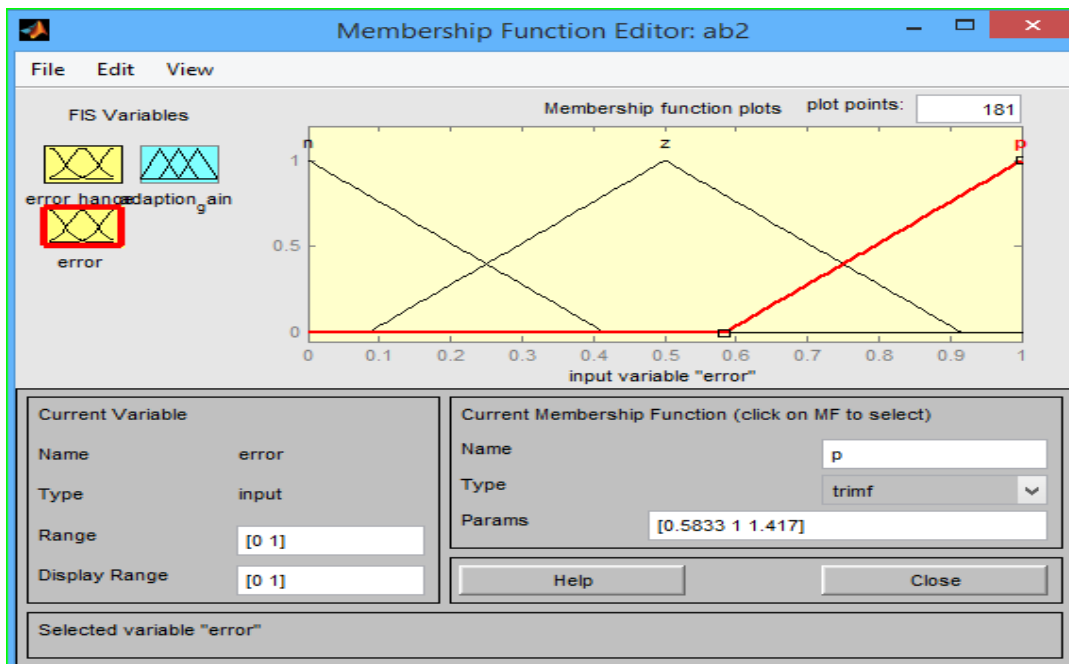 Membership Function Editor: ab2
File Edit View
FIS Variables
Membership function plots
plot points:
181
error hange
adaption_gain
error
n
z
p
1
0.5
0
0 0.1 0.2 0.3 0.4 0.5 0.6 0.7 0.8 0.9 1
input variable "error"
Current Variable
Name error
Type input
Range [0 1]
Display Range [0 1]
Current Membership Function (click on MF to select)
Name p
Type trimf
Params [0.5833 1 1.417]
Help Close
Selected variable "error"